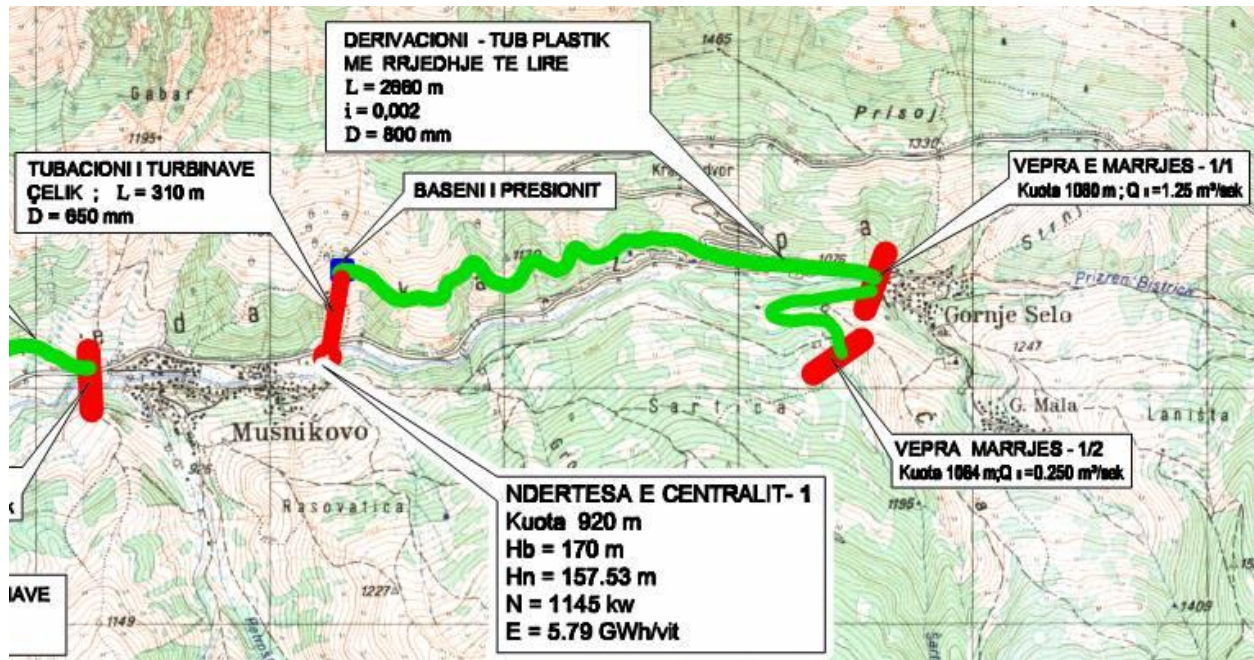 DERIVACIONI - TUB PLASTIK
ME RRJEDHJE TE LIRE
L = 2660 m
i = 0,002
D = 800 mm
1465
Gabar
Prisoj
1195
1330
TUBACIONI I TURBINAVE
ÇELIK ; L = 310 m
D = 650 mm
BASENI I PRESIONIT
VEPRA E MARRJES - 1/1
Kuota 1080 m ; Q =1.25 m³/sek
a
p
1076
Prizren Bistrica
Gornje Selo
e d a
1247
G. Mala
Sartica
Laništa
Mušnikovo
926
VEPRA MARRJES - 1/2
Kuota 1084 m;Q =0.250 m³/sek
NDERTESA E CENTRALIT- 1
Kuota 920 m
Hb = 170 m
Hn = 157.53 m
N = 1145 kw
E = 5.79 GWh/vit
Rasovatica
1195
1227
1149
1409